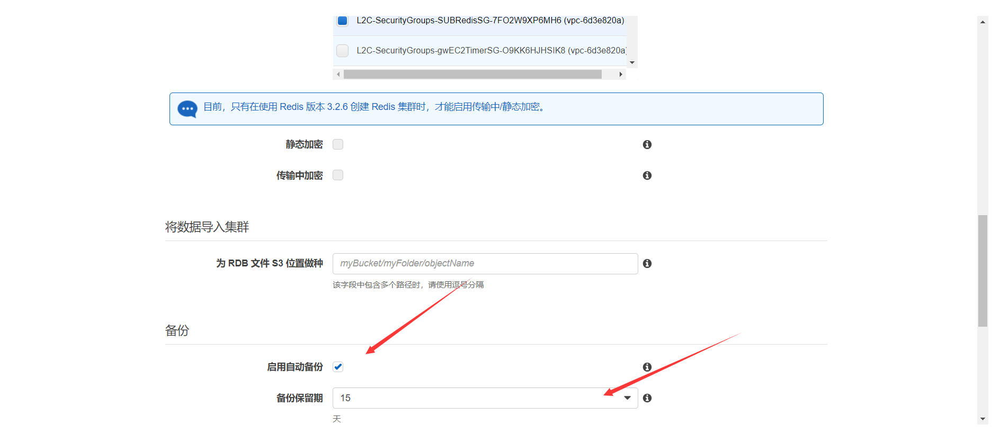 L2C-SecurityGroups-SUBRedisSG-7FO2W9XP6MH6 (vpc-6d3e820a)
L2C-SecurityGroups-gwEC2TimerSG-O9KK6HJHSIK8 (vpc-6d3e820a)
目前，只有在使用 Redis 版本 3.2.6 创建 Redis 集群时，才能启用传输中/静态加密。
静态加密
传输中加密
将数据导入集群
为 RDB 文件 S3 位置做种 myBucket/myFolder/objectName
该字段中包含多个路径时，请使用逗号分隔
备份
启用自动备份
备份保留期 15
天